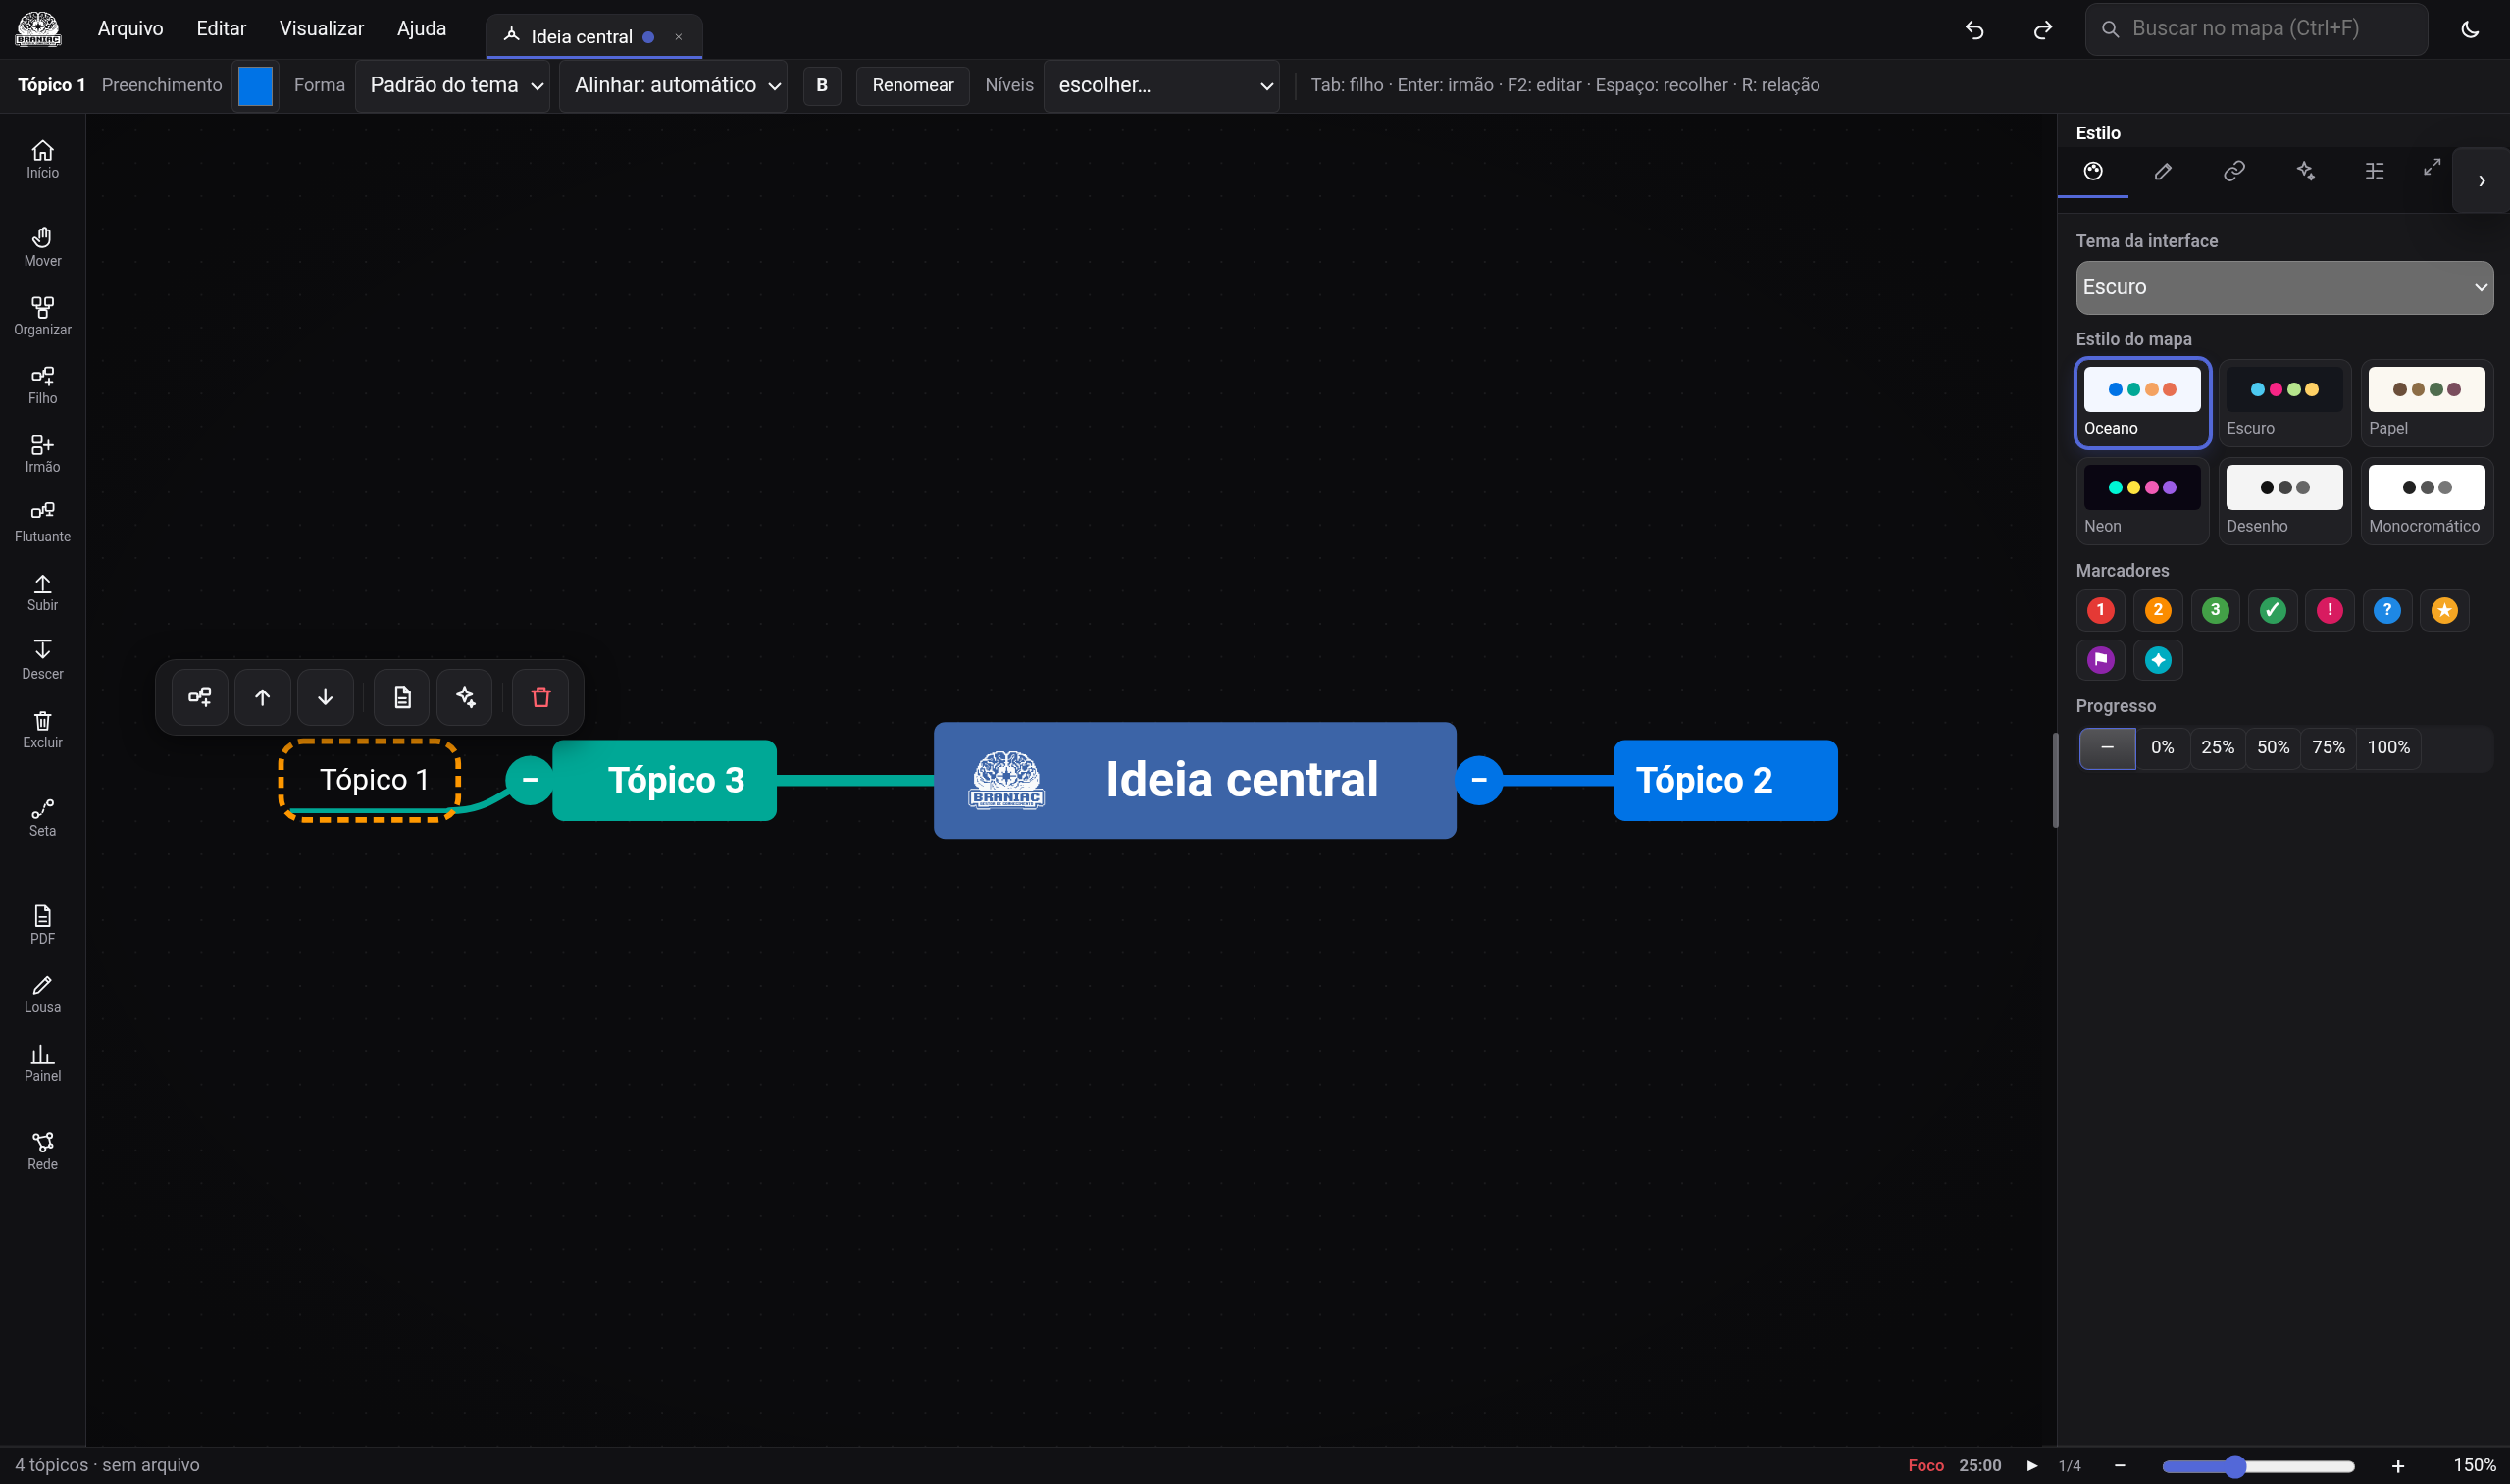 BRANIAC
Arquivo Editar Visualizar Ajuda Ideia central × Buscar no mapa (Ctrl+F)
Tópico 1 Preenchimento Forma Padrão do tema Alinhar: automático B Renomear Níveis escolher... Tab: filho · Enter: irmão · F2: editar · Espaço: recolher · R: relação
Início
Mover
Organizar
Filho
Irmão
Flutuante
Subir
Descer
Excluir
Seta
PDF
Lousa
Painel
Rede
Tópico 1
Tópico 3
BRANIAC
Ideia central
Tópico 2
Estilo
Tema da interface
Escuro
Estilo do mapa
Oceano Escuro Papel
Neon Desenho Monocromático
Marcadores
1 2 3 ✓ ! ? ★
Progresso
– 0% 25% 50% 75% 100%
4 tópicos · sem arquivo
Foco 25:00 ▶ 1/4 − + 150%